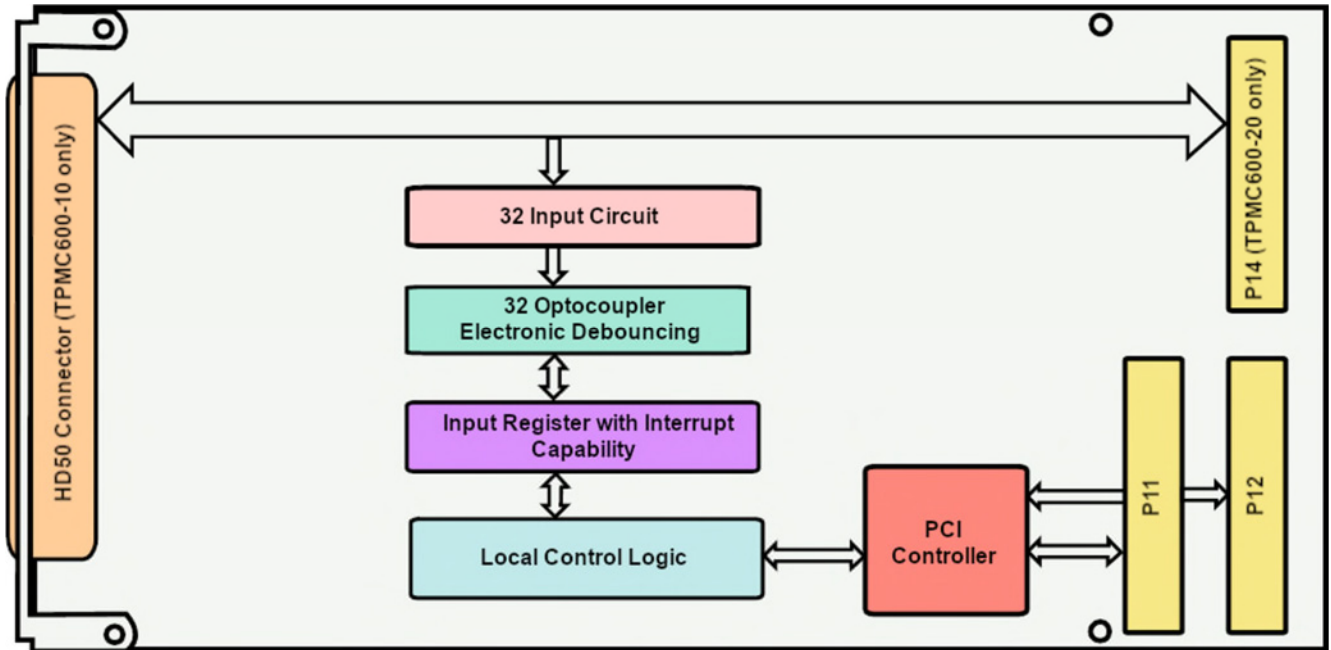 HD50 Connector (TPMC600-10 only)
P14 (TPMC600-20 only)
32 Input Circuit
32 Optocoupler
Electronic Debouncing
Input Register with Interrupt
Capability
Local Control Logic
PCI
Controller
P11
P12